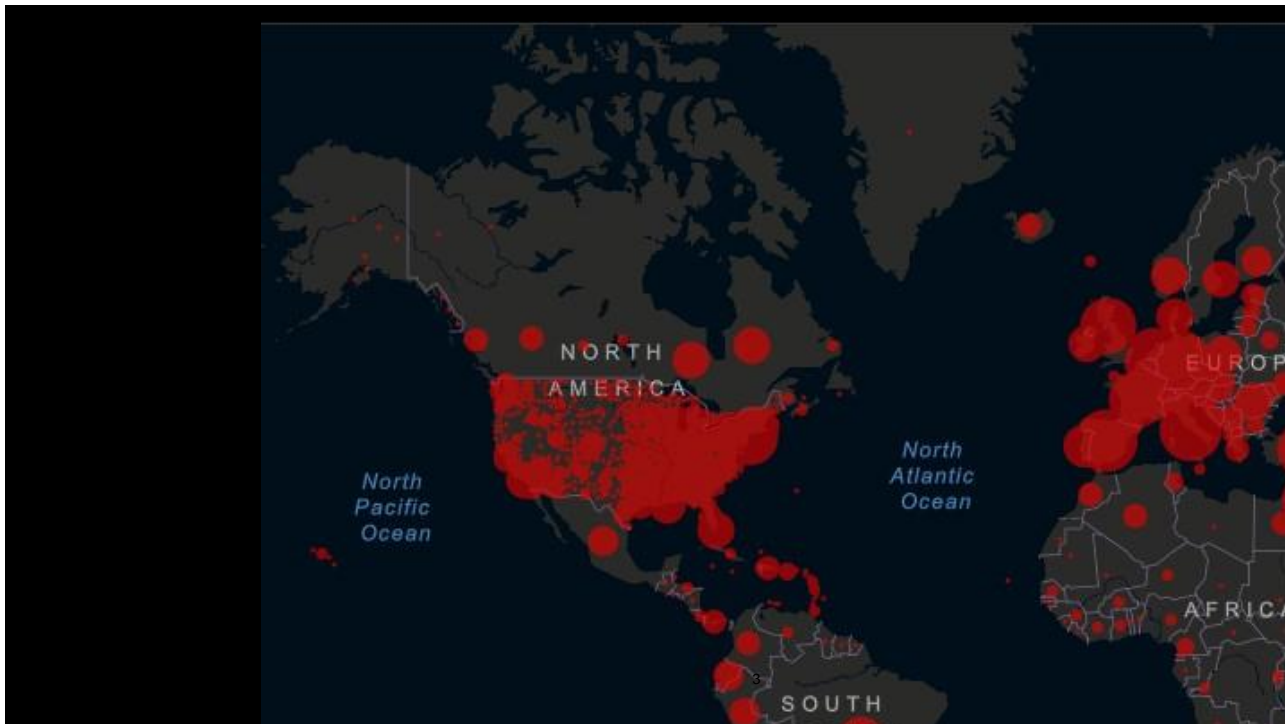 NORTH
AMERICA
EUROP
North
Atlantic
Ocean
North
Pacific
Ocean
AFRICA
3
SOUTH